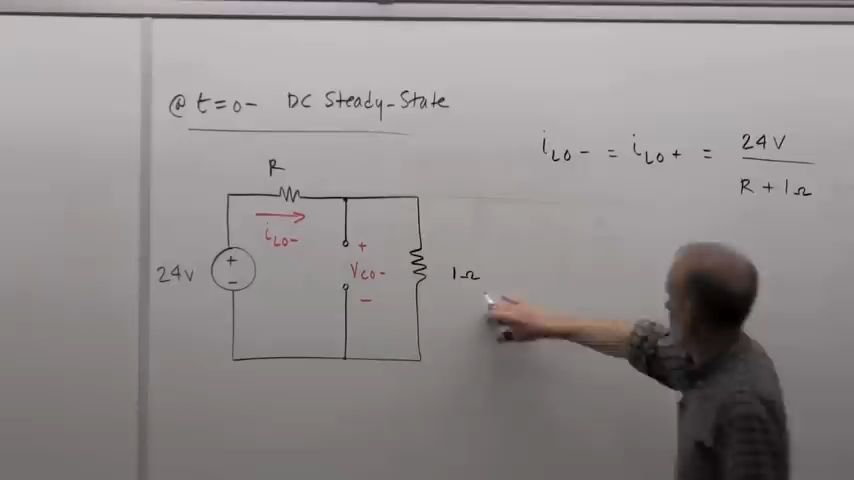 @ t=0- DC Steady-State
i_L0- = i_L0+ = 24V
R + 1Ω
R
i_L0-
+
24V
+
-
V_C0-
-
1Ω